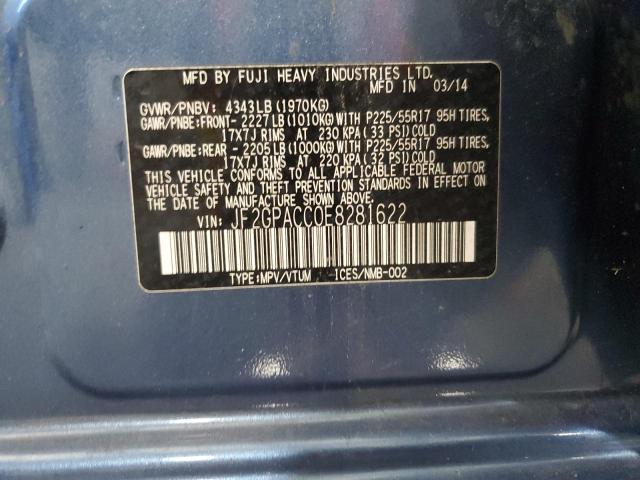 MFD BY FUJI HEAVY INDUSTRIES LTD.
MFD IN 03/14
GVWR/PNBV: 4343LB (1970KG)
GAWR/PNBE:FRONT- 2227LB (1010KG) WITH P225/55R17 95H TIRES,
17X7J RIMS AT 230 KPA (33 PSI) COLD
GAWR/PNBE:REAR - 2205LB (1000KG) WITH P225/55R17 95H TIRES,
17X7J RIMS AT 220 KPA (32 PSI) COLD
THIS VEHICLE CONFORMS TO ALL APPLICABLE FEDERAL MOTOR
VEHICLE SAFETY AND THEFT PREVENTION STANDARDS IN EFFECT ON
THE DATE OF MANUFACTURE SHOWN ABOVE.
VIN: JF2GPACC0E8281622
TYPE:MPV/VTUM ICES/NMB-002